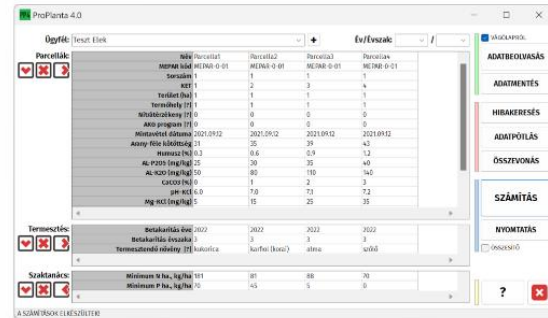 ProPlanta 4.0
Ügyfél: Teszt Elek + Év/Évszak: / VÁGÓLAPRÓL
Parcellák:
Név Parcella1 Parcella2 Parcella3 Parcella4
MEPAR kód MEPAR-0-01 MEPAR-0-01 MEPAR-0-01 MEPAR-0-01
Sorszám 1 1 1 1
KET 1 2 3 4
Terület (ha) 1 1 1 1
Termőhely [?] 1 1 1 1
Nitrátérzékeny [?] 0 0 0 0
AKG program [?] 0 0 0 0
Mintavétel dátuma 2021.09.12 2021.09.12 2021.09.12 2021.09.12
Arany-féle kötöttség 31 35 39 43
Humusz (%) 0.3 0.6 0.9 1.2
AL-P2O5 (mg/kg) 25 30 35 40
AL-K2O (mg/kg) 50 80 110 140
CaCO3 (%) 0 1 2 3
pH-KCl 6.0 7.0 7.1 7.2
Mg-KCl (mg/kg) 5 15 25 35
Termesztés:
Betakarítás éve 2022 2022 2022 2022
Betakarítás évszaka 3 3 3 3
Termesztendő növény [?] kukorica karfiol (korai) alma szőlő
Szaktanács:
Minimum N ha., kg/ha 181 81 88 70
Minimum P ha., kg/ha 70 45 5 0
ADATBEOLVASÁS
ADATMENTÉS
HIBAKERESÉS
ADATPÓTLÁS
ÖSSZEVONÁS
SZÁMÍTÁS
NYOMTATÁS
ÖSSZESÍTŐ
?
A SZÁMÍTÁSOK ELKÉSZÜLTEK!